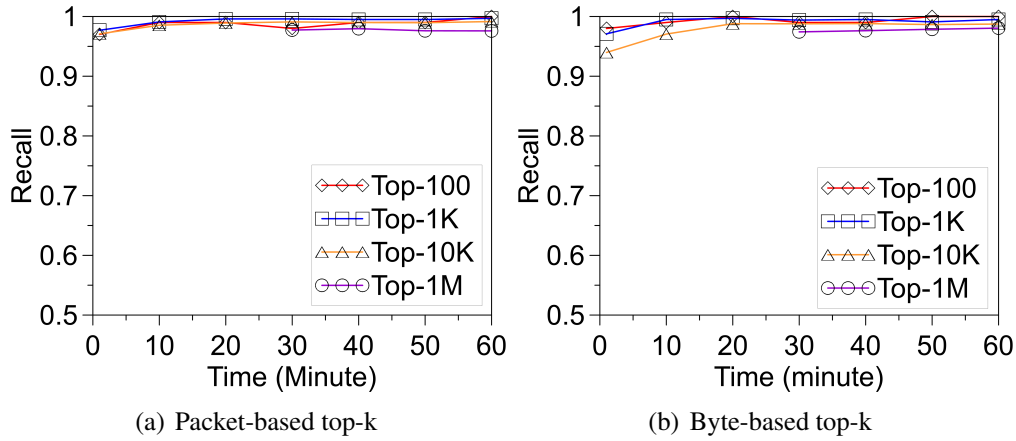 1
0.9
0.8
0.7
0.6
0.5
Recall
0 10 20 30 40 50 60
Time (Minute)
Top-100
Top-1K
Top-10K
Top-1M
(a) Packet-based top-k
1
0.9
0.8
0.7
0.6
0.5
Recall
0 10 20 30 40 50 60
Time (minute)
Top-100
Top-1K
Top-10K
Top-1M
(b) Byte-based top-k